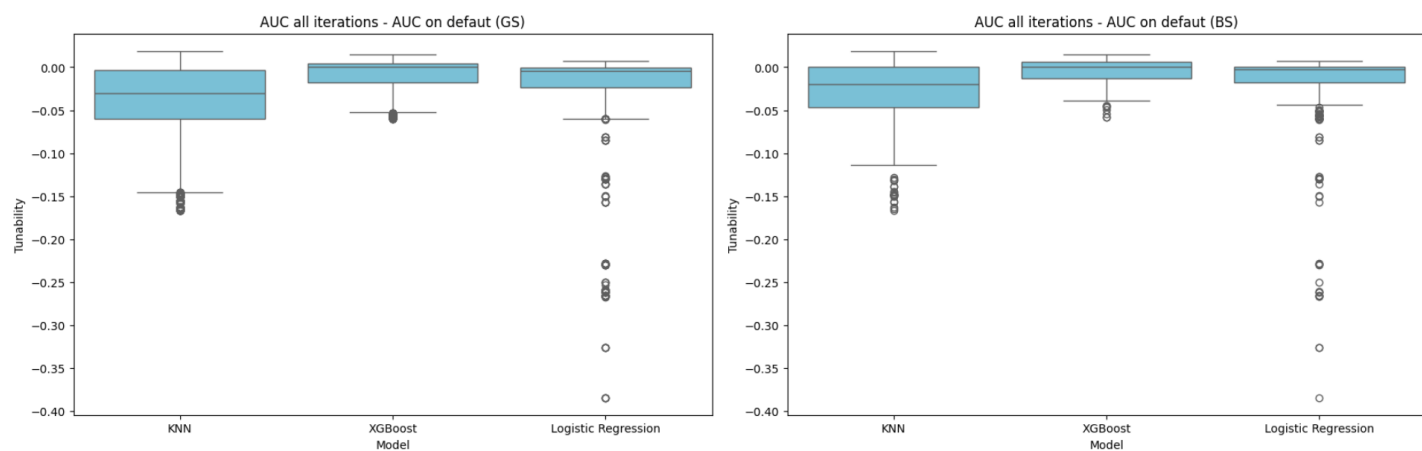 AUC all iterations - AUC on defaut (GS)
Tunability
0.00
−0.05
−0.10
−0.15
−0.20
−0.25
−0.30
−0.35
−0.40
KNN
XGBoost
Logistic Regression
Model
AUC all iterations - AUC on defaut (BS)
Tunability
0.00
−0.05
−0.10
−0.15
−0.20
−0.25
−0.30
−0.35
−0.40
KNN
XGBoost
Logistic Regression
Model